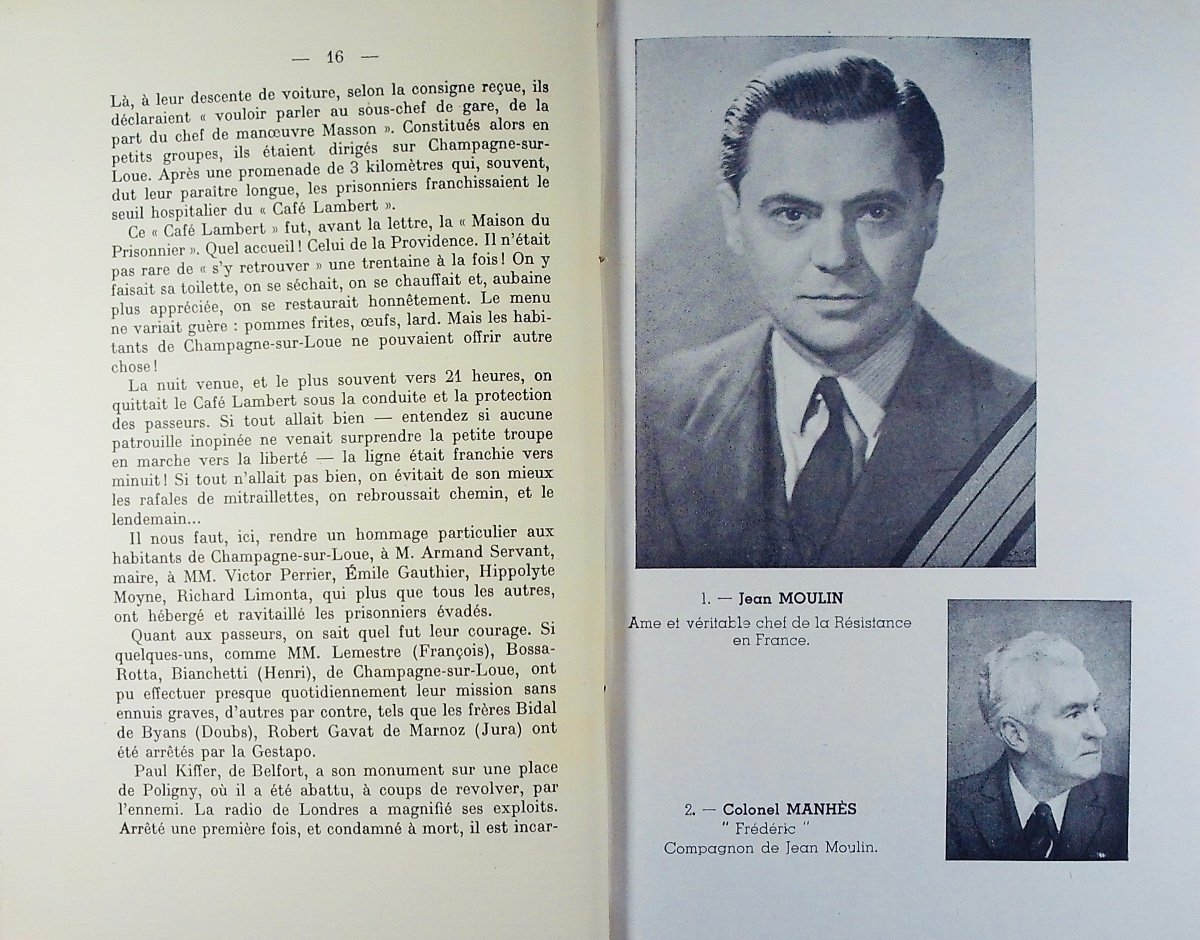 — 16 —
Là, à leur descente de voiture, selon la consigne reçue, ils
déclaraient « vouloir parler au sous-chef de gare, de la
part du chef de manœuvre Masson ». Constitués alors en
petits groupes, ils étaient dirigés sur Champagne-sur-
Loue. Après une promenade de 3 kilomètres qui, souvent,
dut leur paraître longue, les prisonniers franchissaient le
seuil hospitalier du « Café Lambert ».
Ce « Café Lambert » fut, avant la lettre, la « Maison du
Prisonnier ». Quel accueil ! Celui de la Providence. Il n'était
pas rare de « s'y retrouver » une trentaine à la fois ! On y
faisait sa toilette, on se séchait, on se chauffait et, aubaine
plus appréciée, on se restaurait honnêtement. Le menu
ne variait guère : pommes frites, œufs, lard. Mais les habi-
tants de Champagne-sur-Loue ne pouvaient offrir autre
chose !
La nuit venue, et le plus souvent vers 21 heures, on
quittait le Café Lambert sous la conduite et la protection
des passeurs. Si tout allait bien — entendez si aucune
patrouille inopinée ne venait surprendre la petite troupe
en marche vers la liberté — la ligne était franchie vers
minuit ! Si tout n'allait pas bien, on évitait de son mieux
les rafales de mitraillettes, on rebroussait chemin, et le
lendemain...
Il nous faut, ici, rendre un hommage particulier aux
habitants de Champagne-sur-Loue, à M. Armand Servant,
maire, à MM. Victor Perrier, Émile Gauthier, Hippolyte
Moyne, Richard Limonta, qui plus que tous les autres,
ont hébergé et ravitaillé les prisonniers évadés.
Quant aux passeurs, on sait quel fut leur courage. Si
quelques-uns, comme MM. Lemestre (François), Bossa-
Rotta, Bianchetti (Henri), de Champagne-sur-Loue, ont
pu effectuer presque quotidiennement leur mission sans
ennuis graves, d'autres par contre, tels que les frères Bidal
de Byans (Doubs), Robert Gavat de Marnoz (Jura) ont
été arrêtés par la Gestapo.
Paul Kiffer, de Belfort, a son monument sur une place
de Poligny, où il a été abattu, à coups de revolver, par
l'ennemi. La radio de Londres a magnifié ses exploits.
Arrêté une première fois, et condamné à mort, il est incar-
1. — Jean MOULIN
Ame et véritable chef de la Résistance
en France.
2. — Colonel MANHÈS
" Frédéric "
Compagnon de Jean Moulin.